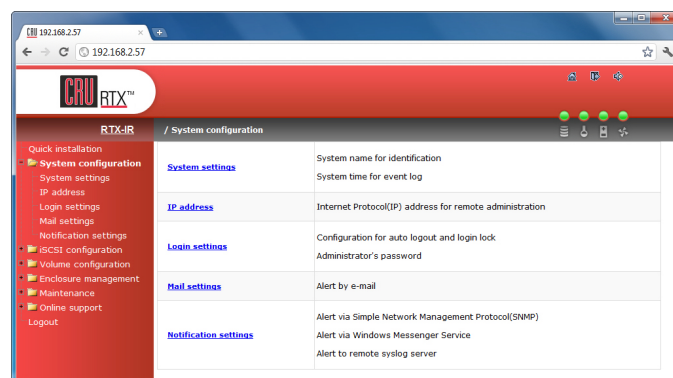 CRU 192.168.2.57
192.168.2.57
CRU RTX™
RTX-IR
/ System configuration
Quick installation
System configuration
System settings
IP address
Login settings
Mail settings
Notification settings
iSCSI configuration
Volume configuration
Enclosure management
Maintenance
Online support
Logout
System settings
System name for identification
System time for event log
IP address
Internet Protocol(IP) address for remote administration
Login settings
Configuration for auto logout and login lock
Administrator's password
Mail settings
Alert by e-mail
Notification settings
Alert via Simple Network Management Protocol(SNMP)
Alert via Windows Messenger Service
Alert to remote syslog server